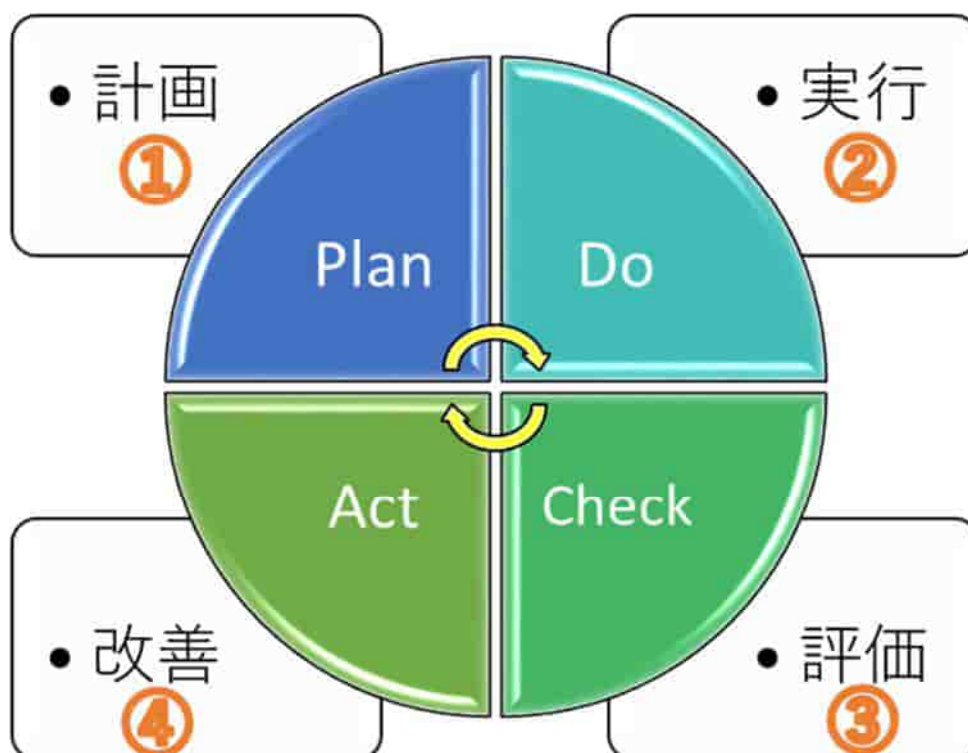 • 計画
①
Plan
• 実行
②
Do
Act
• 改善
④
Check
• 評価
③